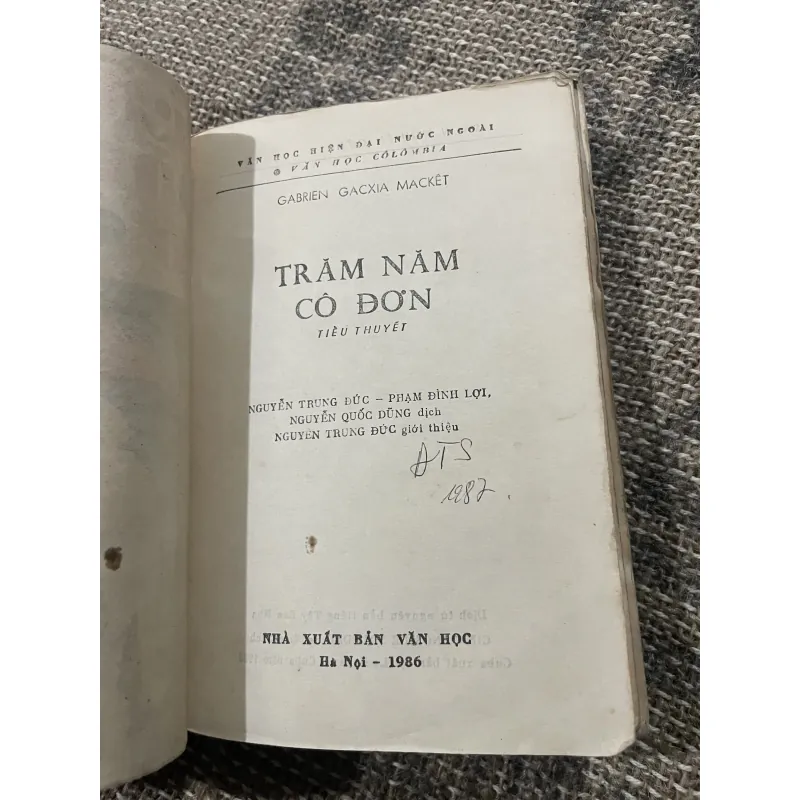 VĂN HỌC HIỆN ĐẠI NƯỚC NGOÀI
VĂN HỌC CÔLÔMBIA
GABRIEN GACXIA MACKÊT
TRĂM NĂM
CÔ ĐƠN
TIỂU THUYẾT
NGUYỄN TRUNG ĐỨC – PHẠM ĐÌNH LỢI,
NGUYỄN QUỐC DŨNG dịch
NGUYỄN TRUNG ĐỨC giới thiệu
ĐTS
1987.
NHÀ XUẤT BẢN VĂN HỌC
Hà Nội – 1986